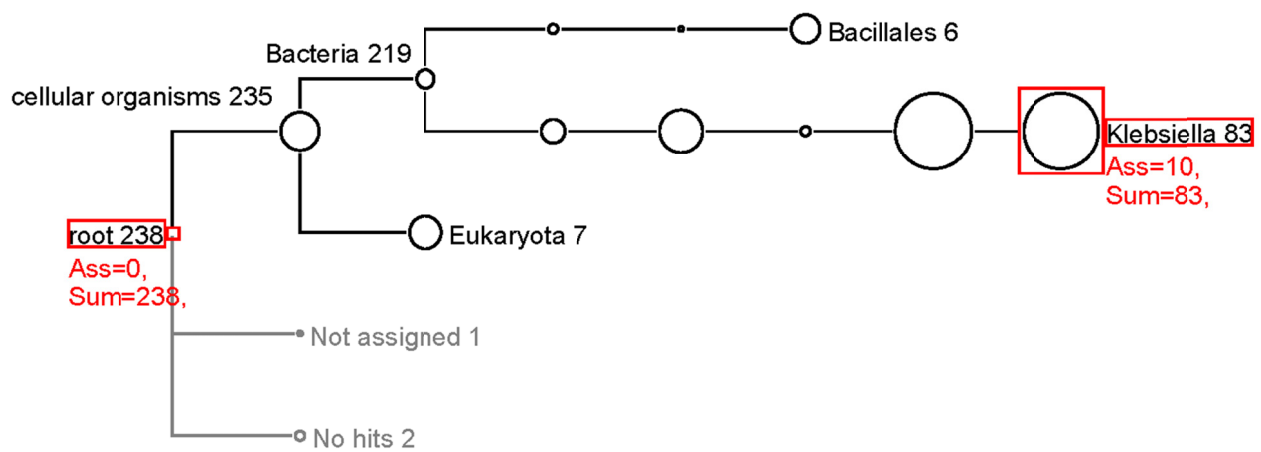 Bacillales 6
Bacteria 219
cellular organisms 235
Klebsiella 83
Ass=10,
Sum=83,
root 238
Ass=0,
Sum=238,
Eukaryota 7
Not assigned 1
No hits 2